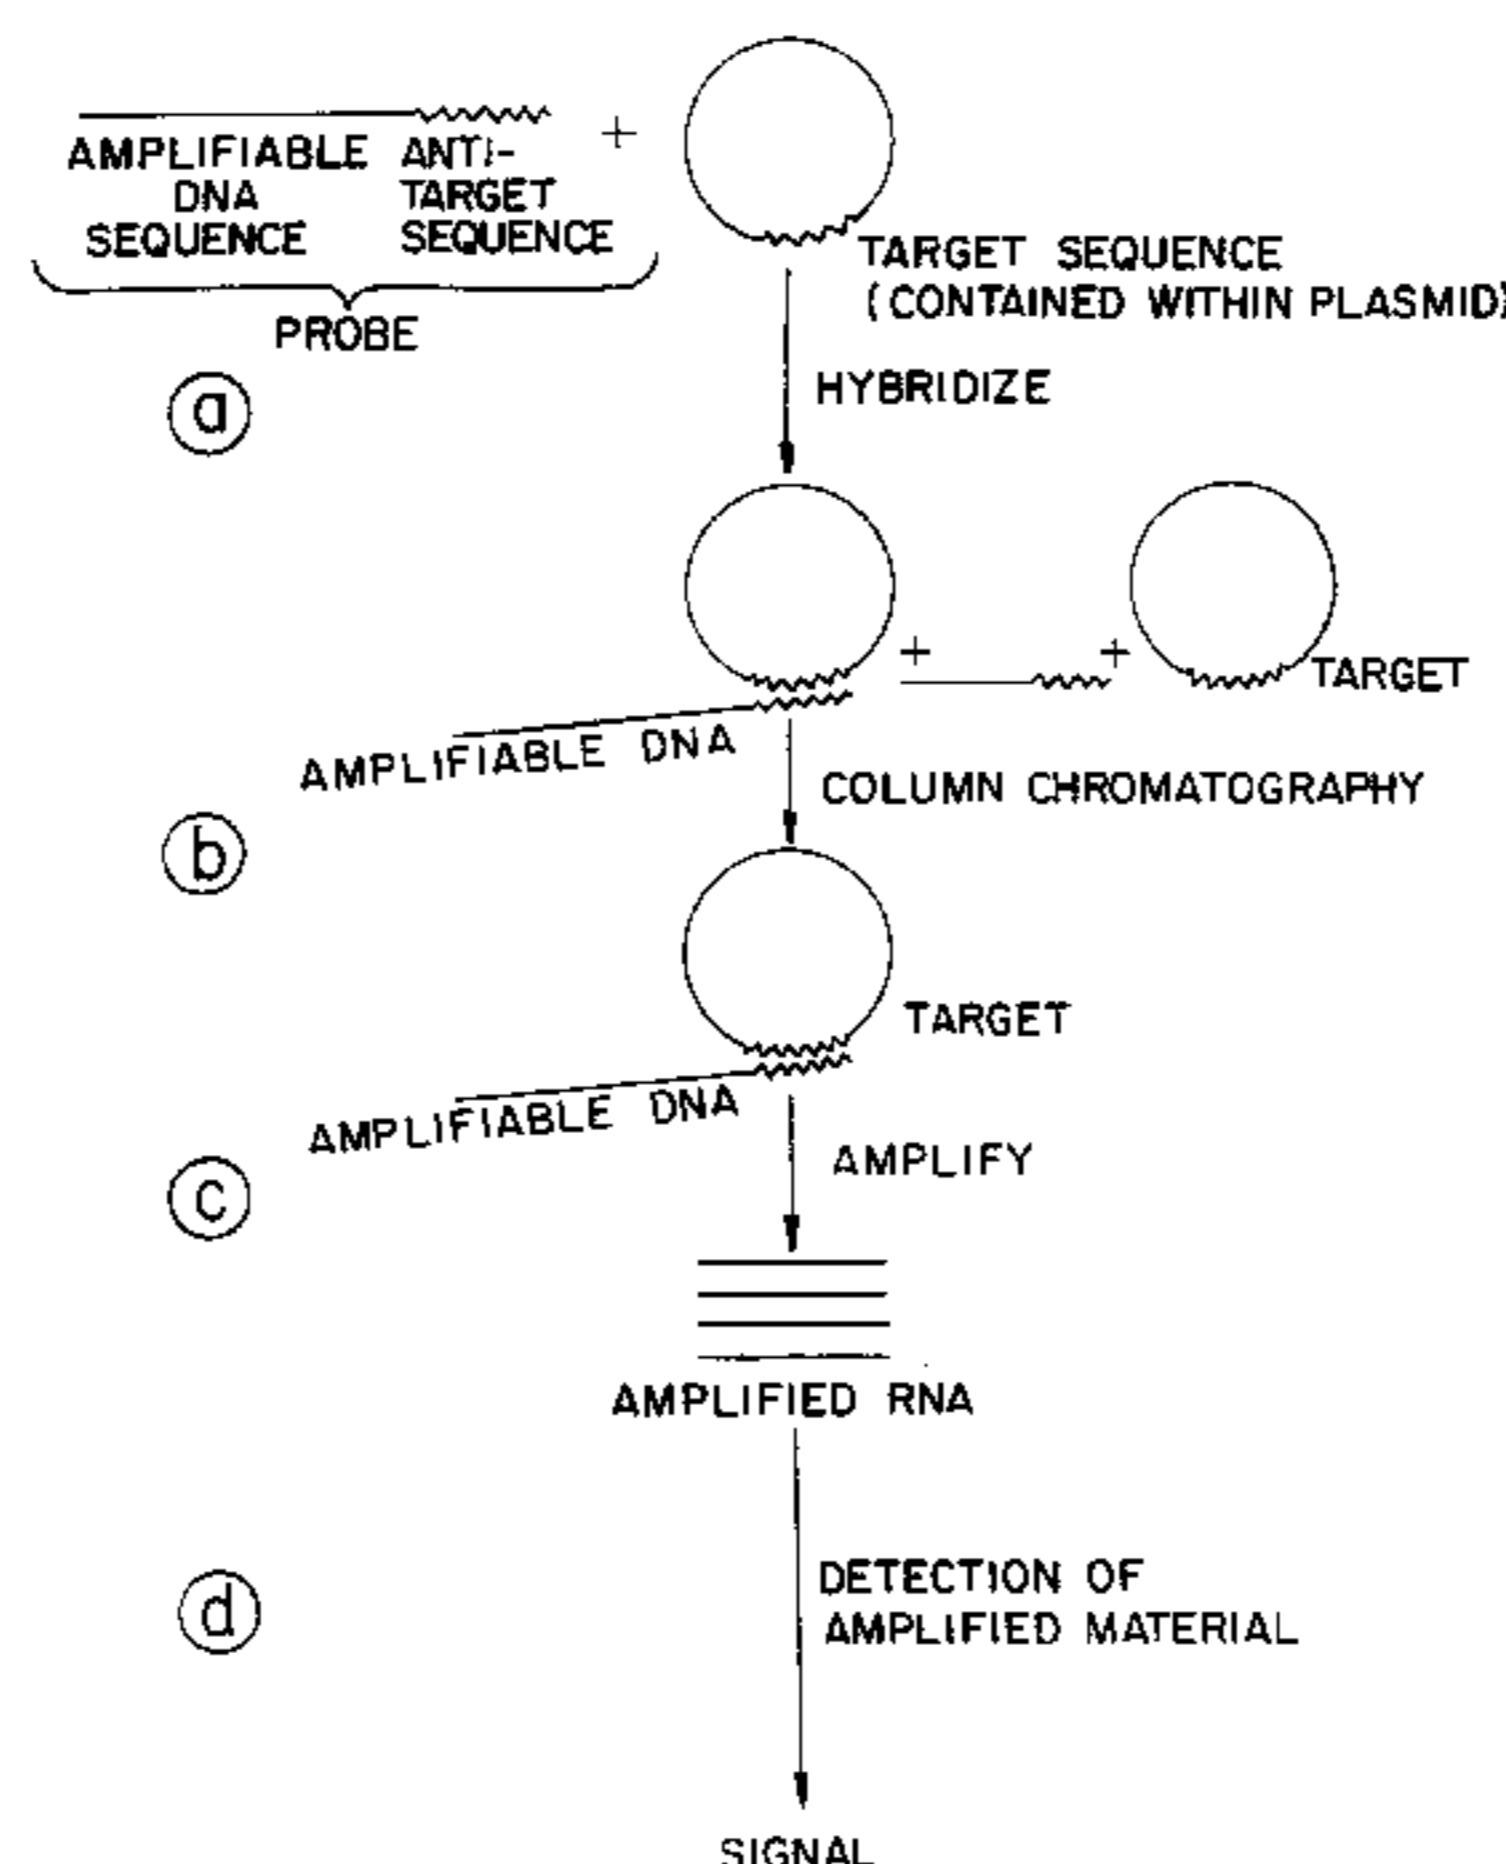 AMPLIFIABLE ANTI-
DNA TARGET
SEQUENCE SEQUENCE
PROBE
TARGET SEQUENCE
(CONTAINED WITHIN PLASMID)
a
HYBRIDIZE
TARGET
AMPLIFIABLE DNA
COLUMN CHROMATOGRAPHY
b
TARGET
AMPLIFIABLE DNA
AMPLIFY
c
AMPLIFIED RNA
DETECTION OF
AMPLIFIED MATERIAL
d
SIGNAL